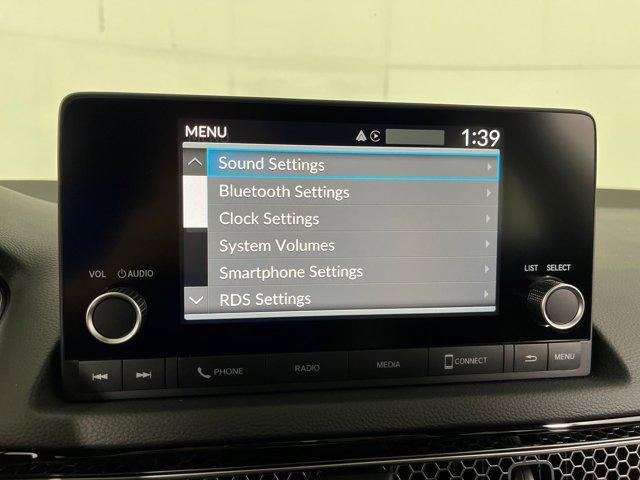 MENU 1:39
Sound Settings
Bluetooth Settings
Clock Settings
System Volumes
Smartphone Settings
RDS Settings
VOL AUDIO
LIST SELECT
PHONE RADIO MEDIA CONNECT MENU